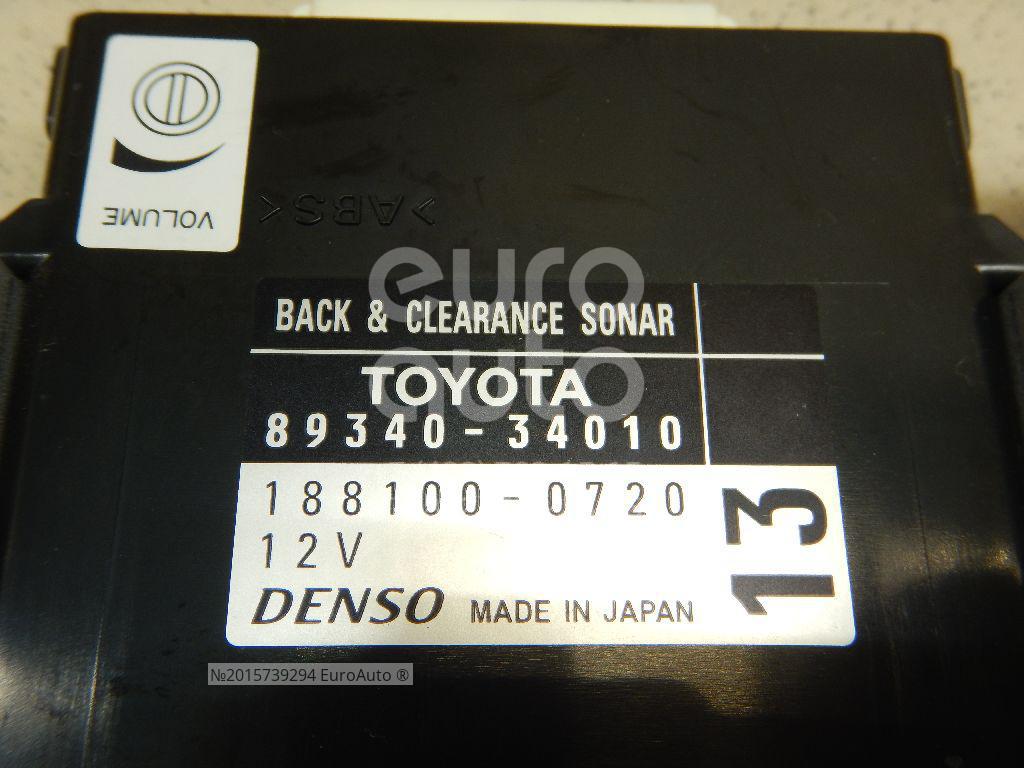 VOLUME
>ABS<
euro
auto
BACK & CLEARANCE SONAR
TOYOTA
89340-34010
188100-0720
12V
DENSO MADE IN JAPAN
13
№2015739294 EuroAuto ®